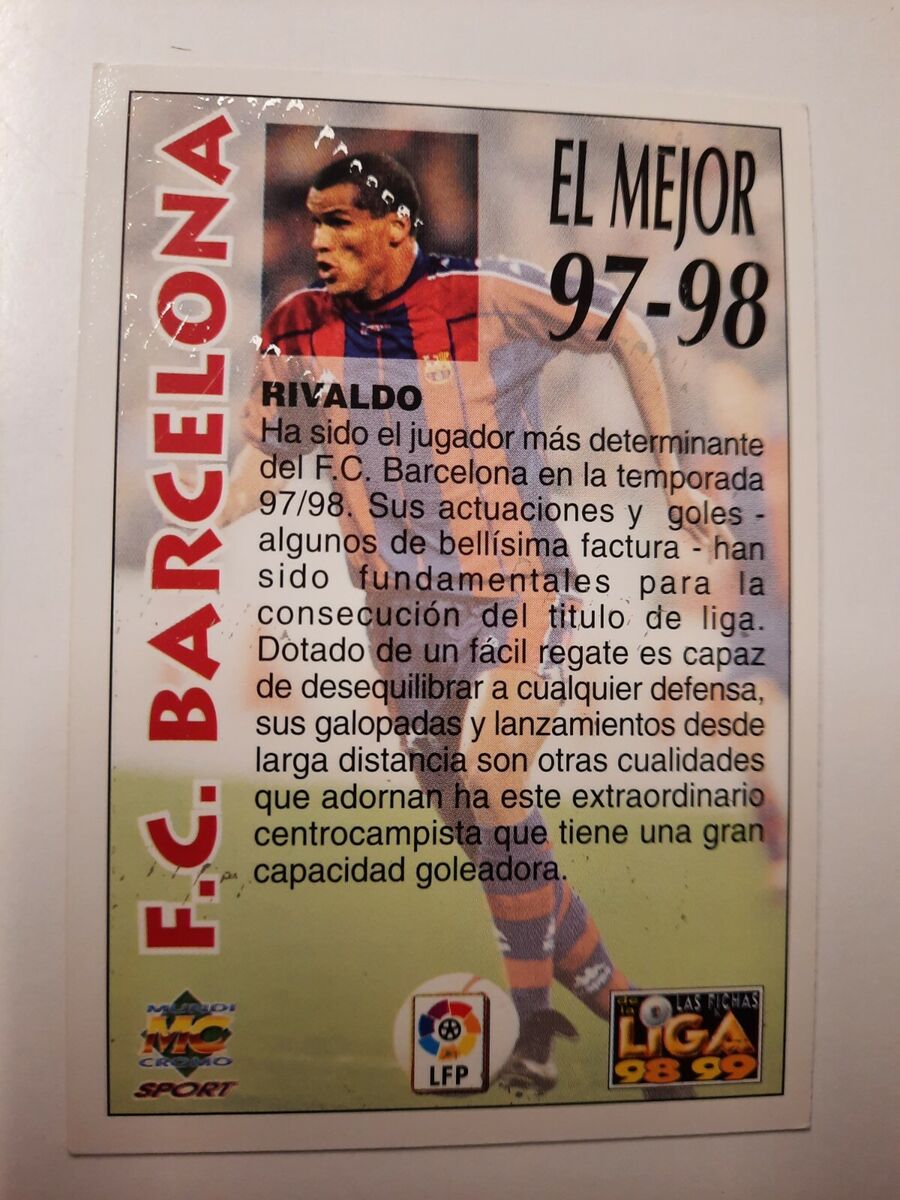 F.C. BARCELONA
EL MEJOR
97-98
RIVALDO
Ha sido el jugador más determinante
del F.C. Barcelona en la temporada
97/98. Sus actuaciones y goles -
algunos de bellísima factura - han
sido fundamentales para la
consecución del titulo de liga.
Dotado de un fácil regate es capaz
de desequilibrar a cualquier defensa,
sus galopadas y lanzamientos desde
larga distancia son otras cualidades
que adornan ha este extraordinario
centrocampista que tiene una gran
capacidad goleadora.
MUNDI
MC
CROMO
SPORT
LFP
LAS FICHAS
de la
LIGA
98 99